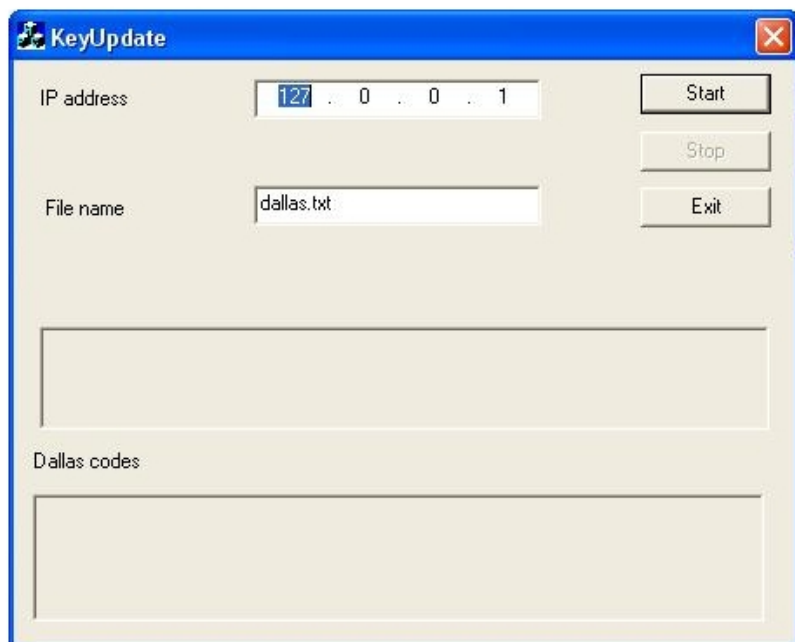 KeyUpdate
IP address 127 . 0 . 0 . 1 Start
Stop
File name dallas.txt Exit
Dallas codes